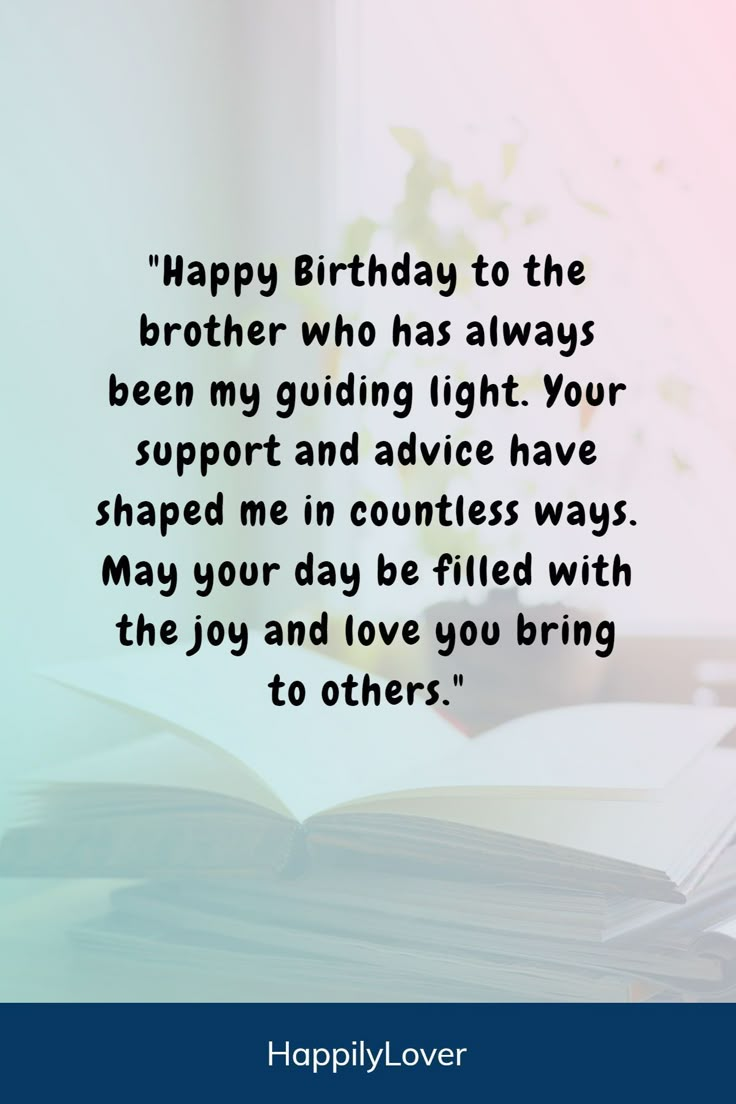 "Happy Birthday to the
brother who has always
been my guiding light. Your
support and advice have
shaped me in countless ways.
May your day be filled with
the joy and love you bring
to others."
HappilyLover